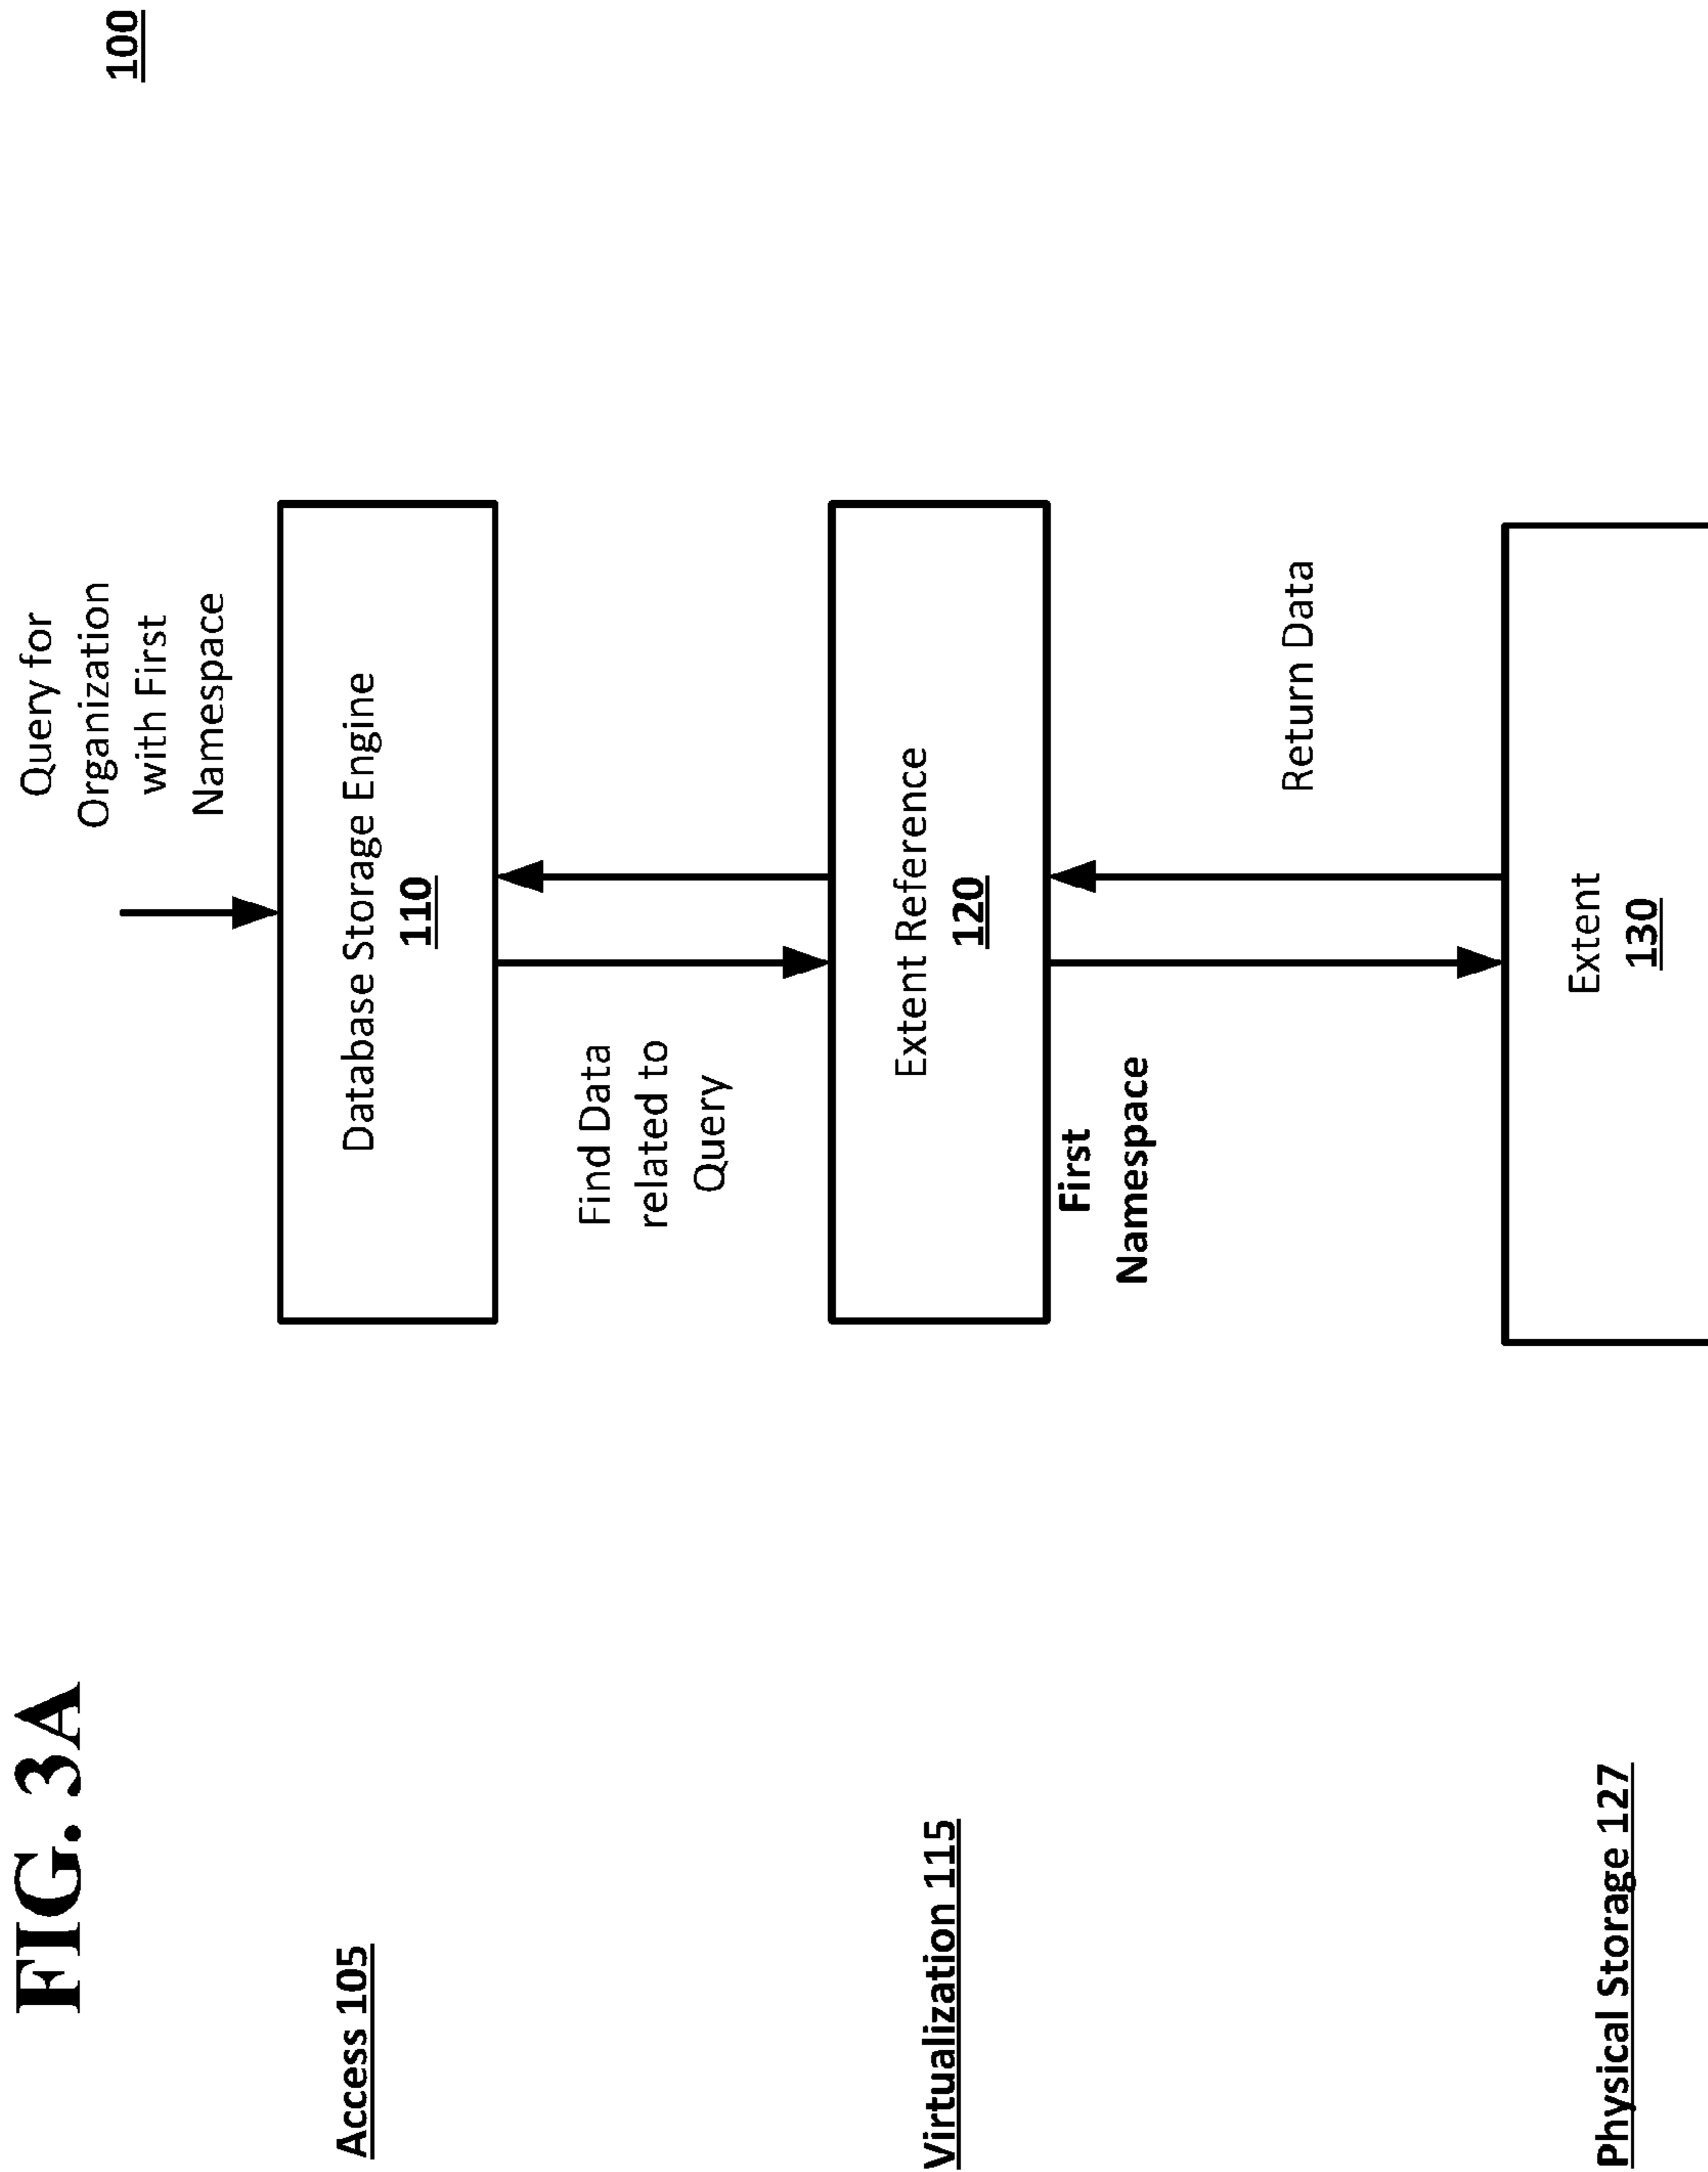 FIG. 3A
100
Query for
Organization
with First
Namespace
Access 105
Database Storage Engine
110
Find Data
related to
Query
Virtualization 115
Extent Reference
120
First
Namespace
Return Data
Physical Storage 127
Extent
130